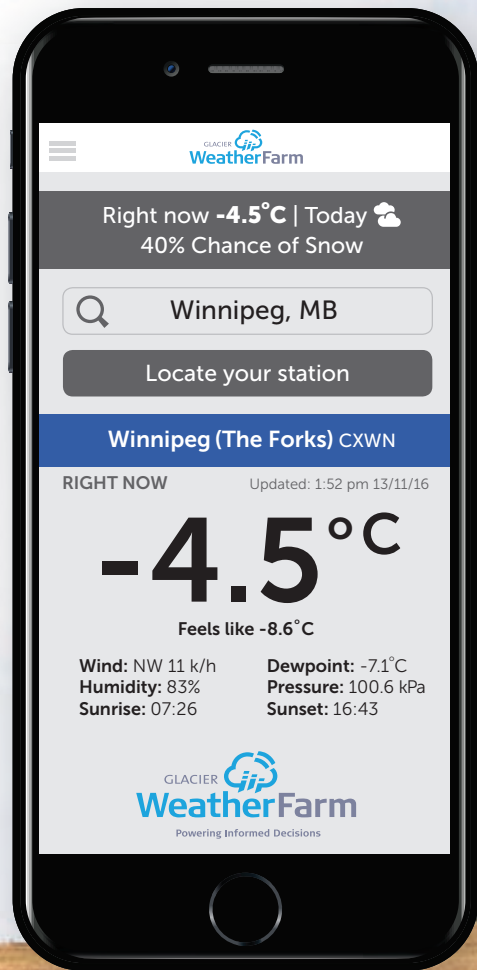 GLACIER
WeatherFarm
Right now -4.5°C | Today
40% Chance of Snow
Winnipeg, MB
Locate your station
Winnipeg (The Forks) CXWN
RIGHT NOW Updated: 1:52 pm 13/11/16
-4.5°C
Feels like -8.6°C
Wind: NW 11 k/h Dewpoint: -7.1°C
Humidity: 83% Pressure: 100.6 kPa
Sunrise: 07:26 Sunset: 16:43
GLACIER
WeatherFarm
Powering Informed Decisions